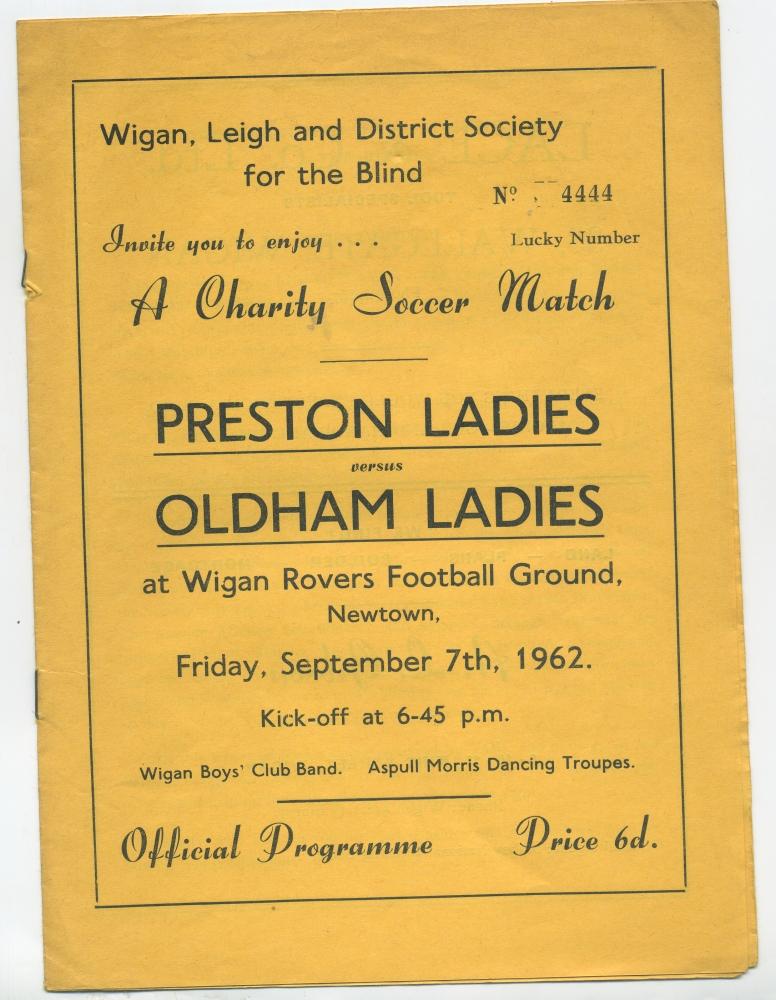 Wigan, Leigh and District Society
for the Blind
Nº 4444
Invite you to enjoy . . .
Lucky Number
A Charity Soccer Match
PRESTON LADIES
versus
OLDHAM LADIES
at Wigan Rovers Football Ground,
Newtown,
Friday, September 7th, 1962.
Kick-off at 6-45 p.m.
Wigan Boys' Club Band. Aspull Morris Dancing Troupes.
Official Programme Price 6d.